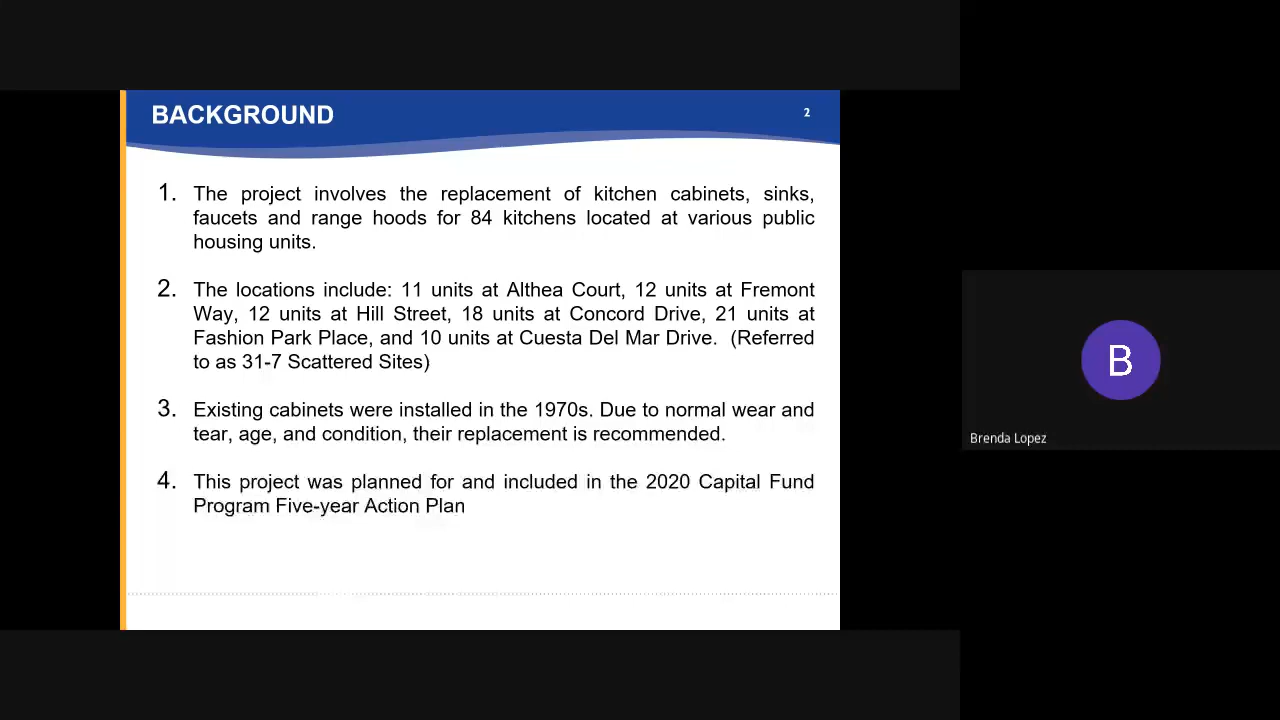 BACKGROUND
2
1. The project involves the replacement of kitchen cabinets, sinks,
faucets and range hoods for 84 kitchens located at various public
housing units.
2. The locations include: 11 units at Althea Court, 12 units at Fremont
Way, 12 units at Hill Street, 18 units at Concord Drive, 21 units at
Fashion Park Place, and 10 units at Cuesta Del Mar Drive. (Referred
to as 31-7 Scattered Sites)
3. Existing cabinets were installed in the 1970s. Due to normal wear and
tear, age, and condition, their replacement is recommended.
4. This project was planned for and included in the 2020 Capital Fund
Program Five-year Action Plan
B
Brenda Lopez